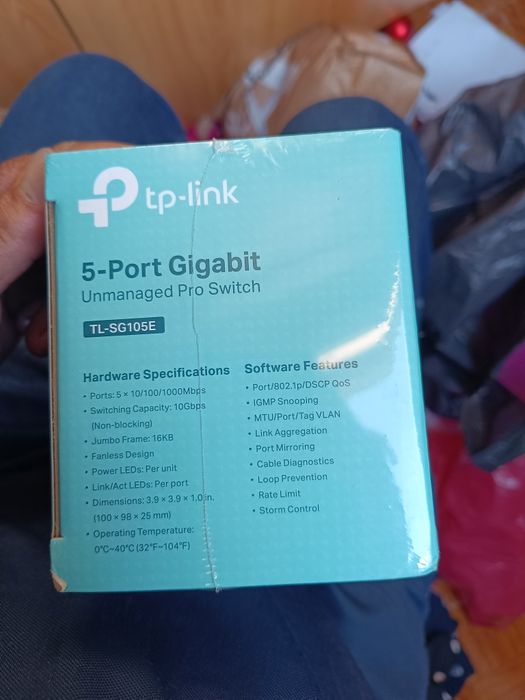 tp-link
5-Port Gigabit
Unmanaged Pro Switch
TL-SG105E
Hardware Specifications
• Ports: 5 × 10/100/1000Mbps
• Switching Capacity: 10Gbps
(Non-blocking)
• Jumbo Frame: 16KB
• Fanless Design
• Power LEDs: Per unit
• Link/Act LEDs: Per port
• Dimensions: 3.9 × 3.9 × 1.0 in.
(100 × 98 × 25 mm)
• Operating Temperature:
0°C~40°C (32°F~104°F)
Software Features
• Port/802.1p/DSCP QoS
• IGMP Snooping
• MTU/Port/Tag VLAN
• Link Aggregation
• Port Mirroring
• Cable Diagnostics
• Loop Prevention
• Rate Limit
• Storm Control